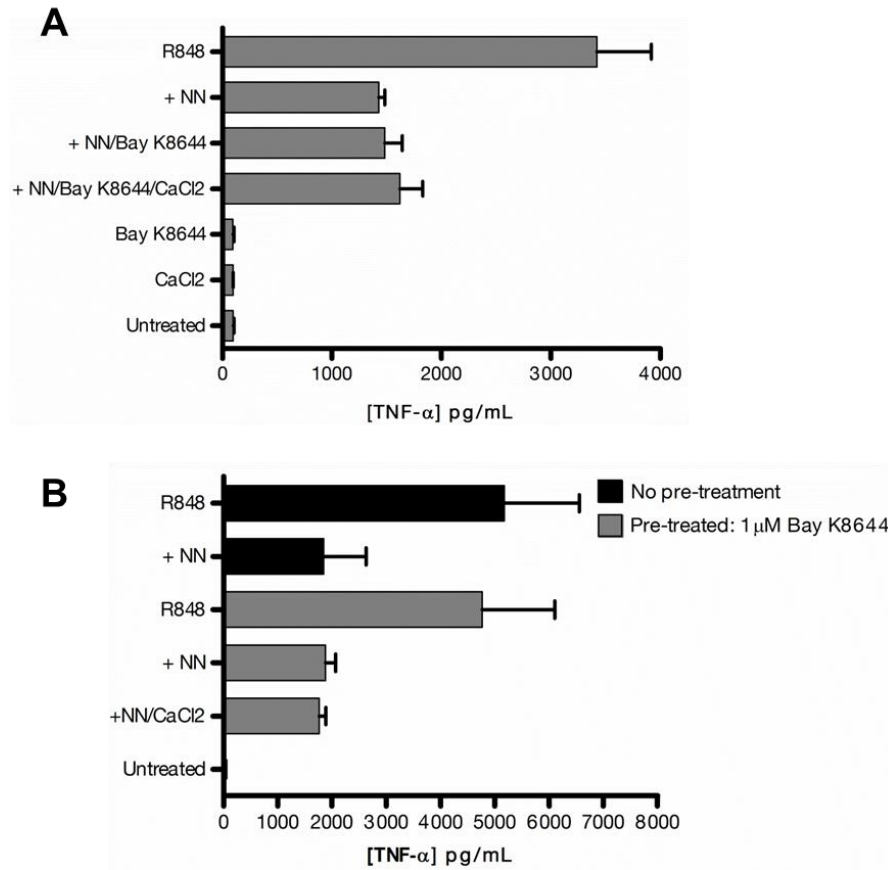 A
R848
+ NN
+ NN/Bay K8644
+ NN/Bay K8644/CaCl2
Bay K8644
CaCl2
Untreated
0 1000 2000 3000 4000
[TNF-α] pg/mL
B
No pre-treatment
Pre-treated: 1μM Bay K8644
R848
+ NN
R848
+ NN
+NN/CaCl2
Untreated
0 1000 2000 3000 4000 5000 6000 7000 8000
[TNF-α] pg/mL